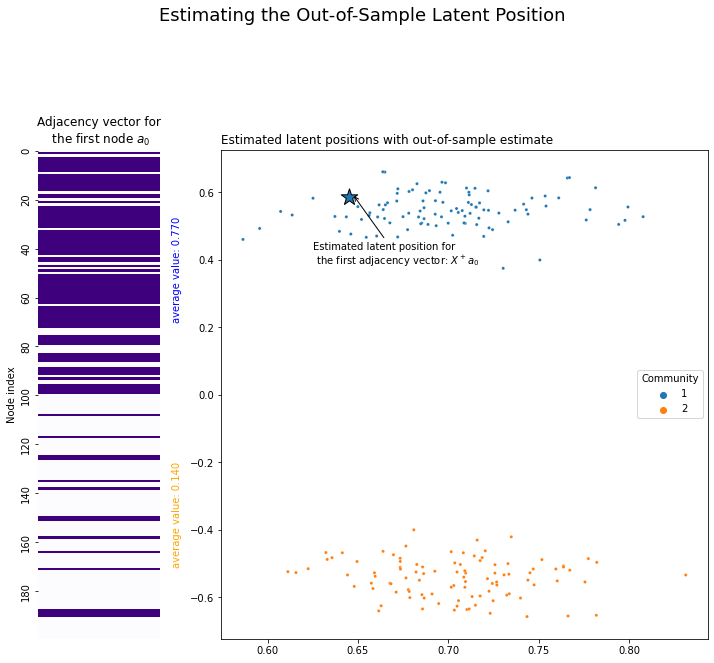 Estimating the Out-of-Sample Latent Position
Adjacency vector for
the first node a₀
Node index
0
20
40
60
80
100
120
140
160
180
average value: 0.770
average value: 0.140
Estimated latent positions with out-of-sample estimate
0.6
0.4
0.2
0.0
−0.2
−0.4
−0.6
Estimated latent position for
the first adjacency vector: X⁺a₀
Community
1
2
0.60 0.65 0.70 0.75 0.80